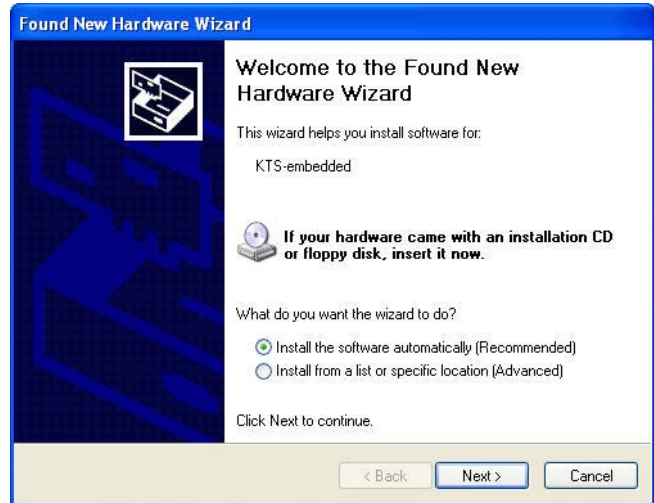 Found New Hardware Wizard
Welcome to the Found New
Hardware Wizard
This wizard helps you install software for:
KTS-embedded
If your hardware came with an installation CD
or floppy disk, insert it now.
What do you want the wizard to do?
Install the software automatically (Recommended)
Install from a list or specific location (Advanced)
Click Next to continue.
< Back Next > Cancel